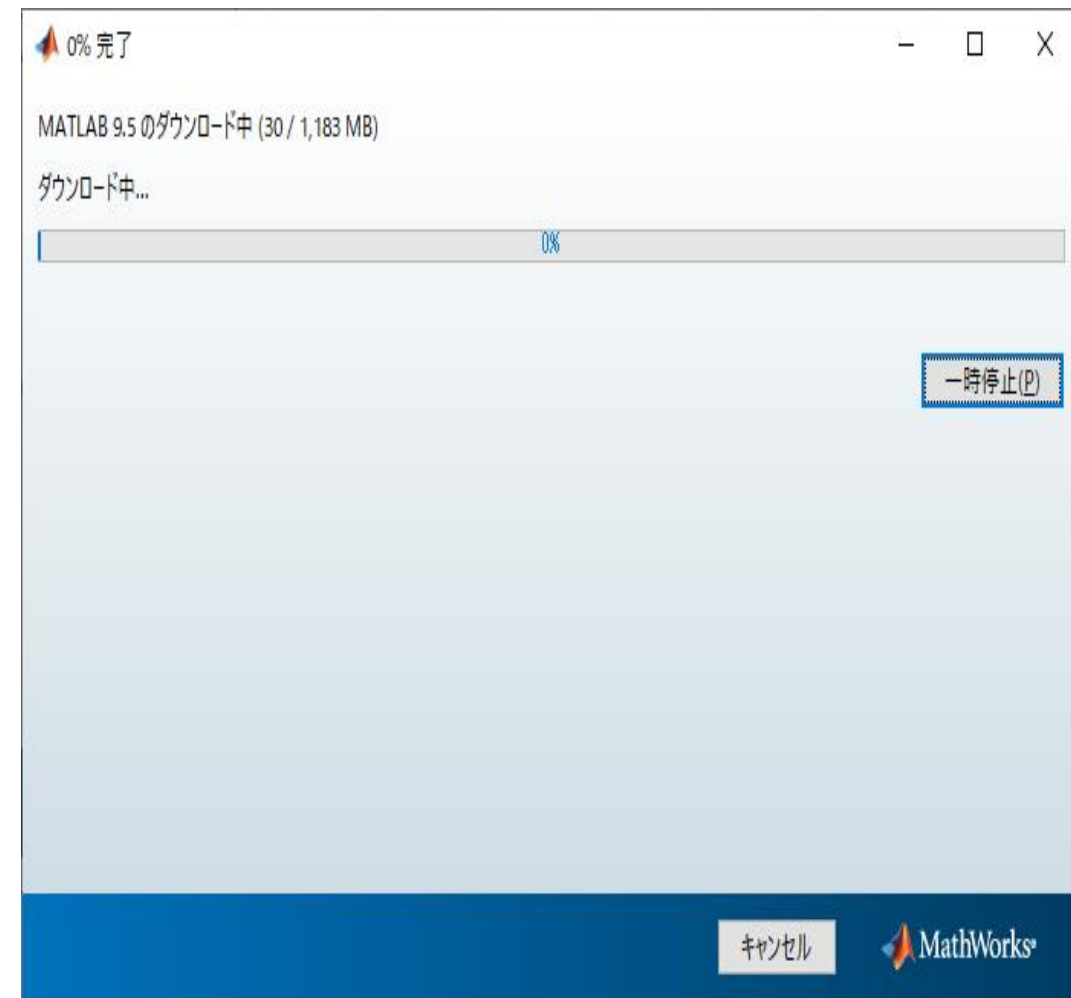 0% 完了
MATLAB 9.5 のダウンロード中 (30 / 1,183 MB)
ダウンロード中...
0%
一時停止(P)
キャンセル
MathWorks®